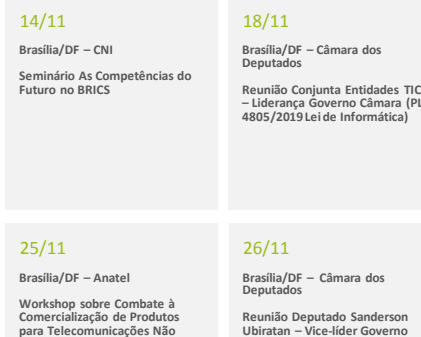 14/11
Brasília/DF – CNI
Seminário As Competências do
Futuro no BRICS
18/11
Brasília/DF – Câmara dos
Deputados
Reunião Conjunta Entidades TIC
– Liderança Governo Câmara (PL
4805/2019 Lei de Informática)
25/11
Brasília/DF – Anatel
Workshop sobre Combate à
Comercialização de Produtos
para Telecomunicações Não
26/11
Brasília/DF – Câmara dos
Deputados
Reunião Deputado Sanderson
Ubiratan – Vice-líder Governo